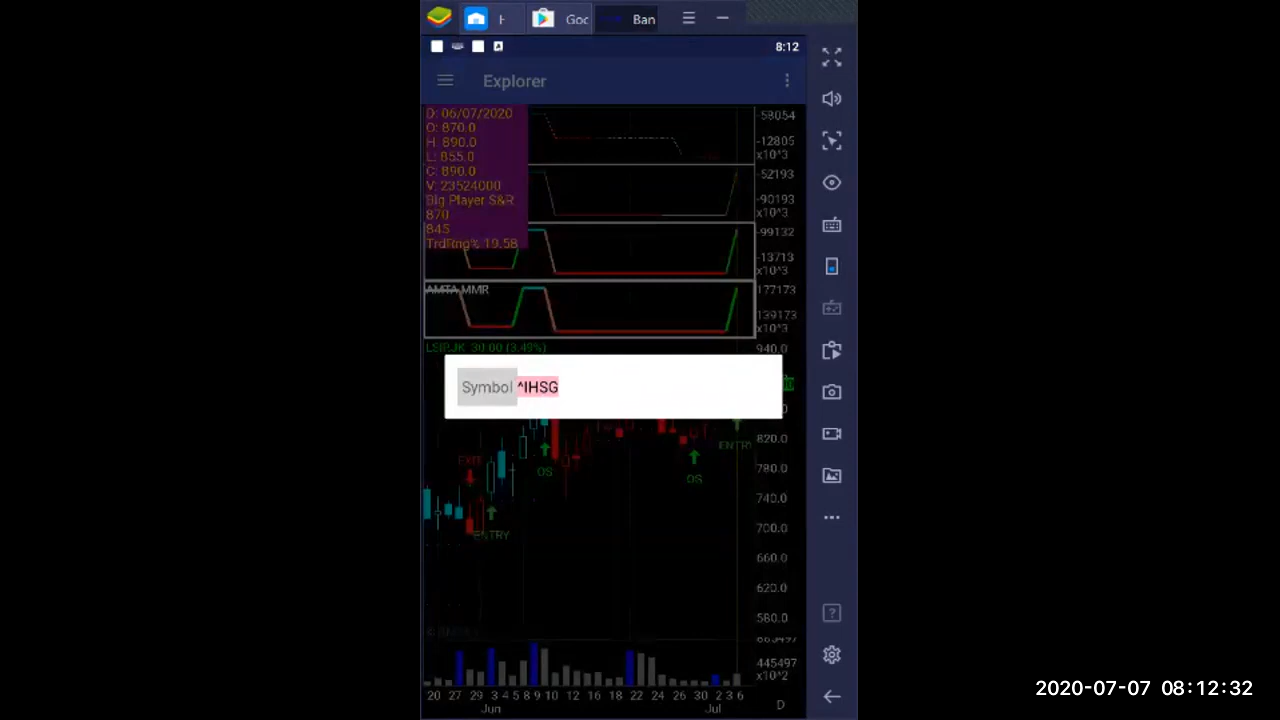 Goc
Ban
8:12
Explorer
D: 06/07/2020
O: 870.0
H: 890.0
L: 855.0
C: 890.0
V: 23524000
Big Player S&R
870
845
TrdRng% 19.58
-58054
-12805
x10^3
-52193
-90193
x10^3
-99132
-13713
x10^3
AMTA MMR
177173
139173
x10^3
LSIP.JK 30.00 (3.49%)
940.0
Symbol ^IHSG
820.0
ENTRY
EXIT
OS
OS
780.0
740.0
700.0
ENTRY
660.0
620.0
580.0
445497
x10^2
20 27 29 3 4 5 8 9 10 12 16 18 22 24 26 30 2 3 6
Jun Jul D
2020-07-07 08:12:32